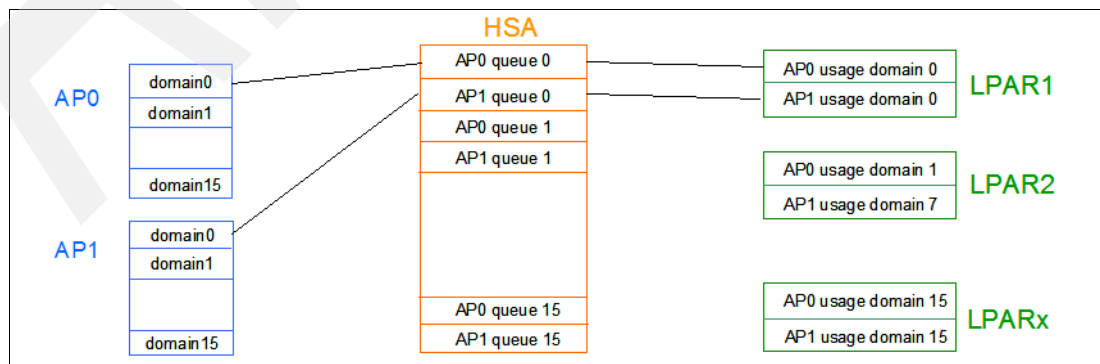 HSA
AP0
domain0
domain1
domain15
AP1
domain0
domain1
domain15
AP0 queue 0
AP1 queue 0
AP0 queue 1
AP1 queue 1
AP0 queue 15
AP1 queue 15
AP0 usage domain 0
AP1 usage domain 0
LPAR1
AP0 usage domain 1
AP1 usage domain 7
LPAR2
AP0 usage domain 15
AP1 usage domain 15
LPARx